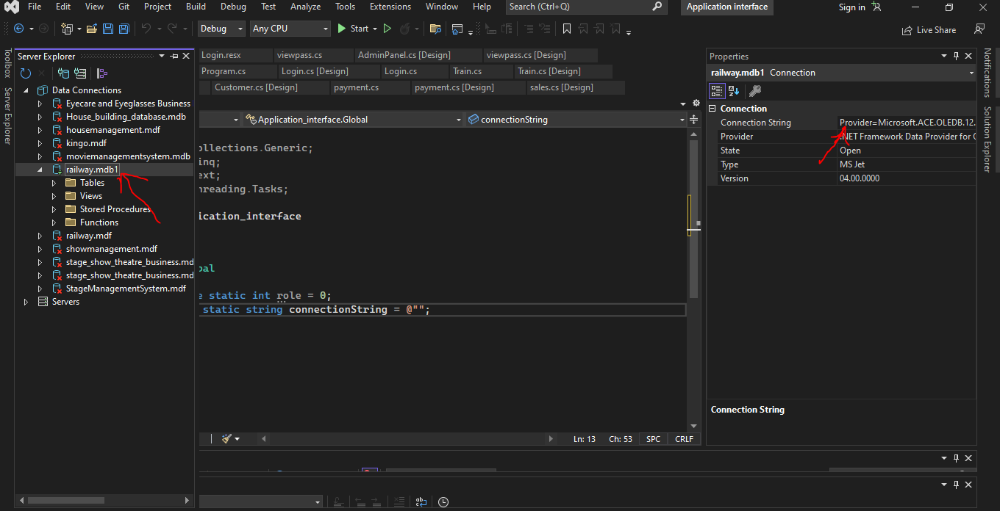 File Edit View Git Project Build Debug Test Analyze Tools Extensions Window Help Search (Ctrl+Q) Application interface Sign in
Debug Any CPU Start Live Share
Toolbox
Server Explorer
Server Explorer
Data Connections
Eyecare and Eyeglasses Business
House_building_database.mdb
housemanagement.mdf
kingo.mdf
moviemanagementsystem.mdb
railway.mdb1
Tables
Views
Stored Procedures
Functions
railway.mdf
showmanagement.mdf
stage_show_theatre_business.md
stage_show_theatre_business.md
StageManagementSystem.mdf
Servers
Login.resx viewpass.cs AdminPanel.cs [Design] viewpass.cs [Design]
Program.cs Login.cs [Design] Login.cs Train.cs Train.cs [Design]
Customer.cs [Design] payment.cs payment.cs [Design] sales.cs [Design]
Application_interface.Global connectionString
ollections.Generic;
inq;
ext;
hreading.Tasks;
ication_interface
bal
c static int role = 0;
static string connectionString = @"";
Ln: 13 Ch: 53 SPC CRLF
Properties
railway.mdb1 Connection
Connection
Connection String Provider=Microsoft.ACE.OLEDB.12.
Provider .NET Framework Data Provider for O
State Open
Type MS Jet
Version 04.00.0000
Connection String
Notifications
Solution Explorer